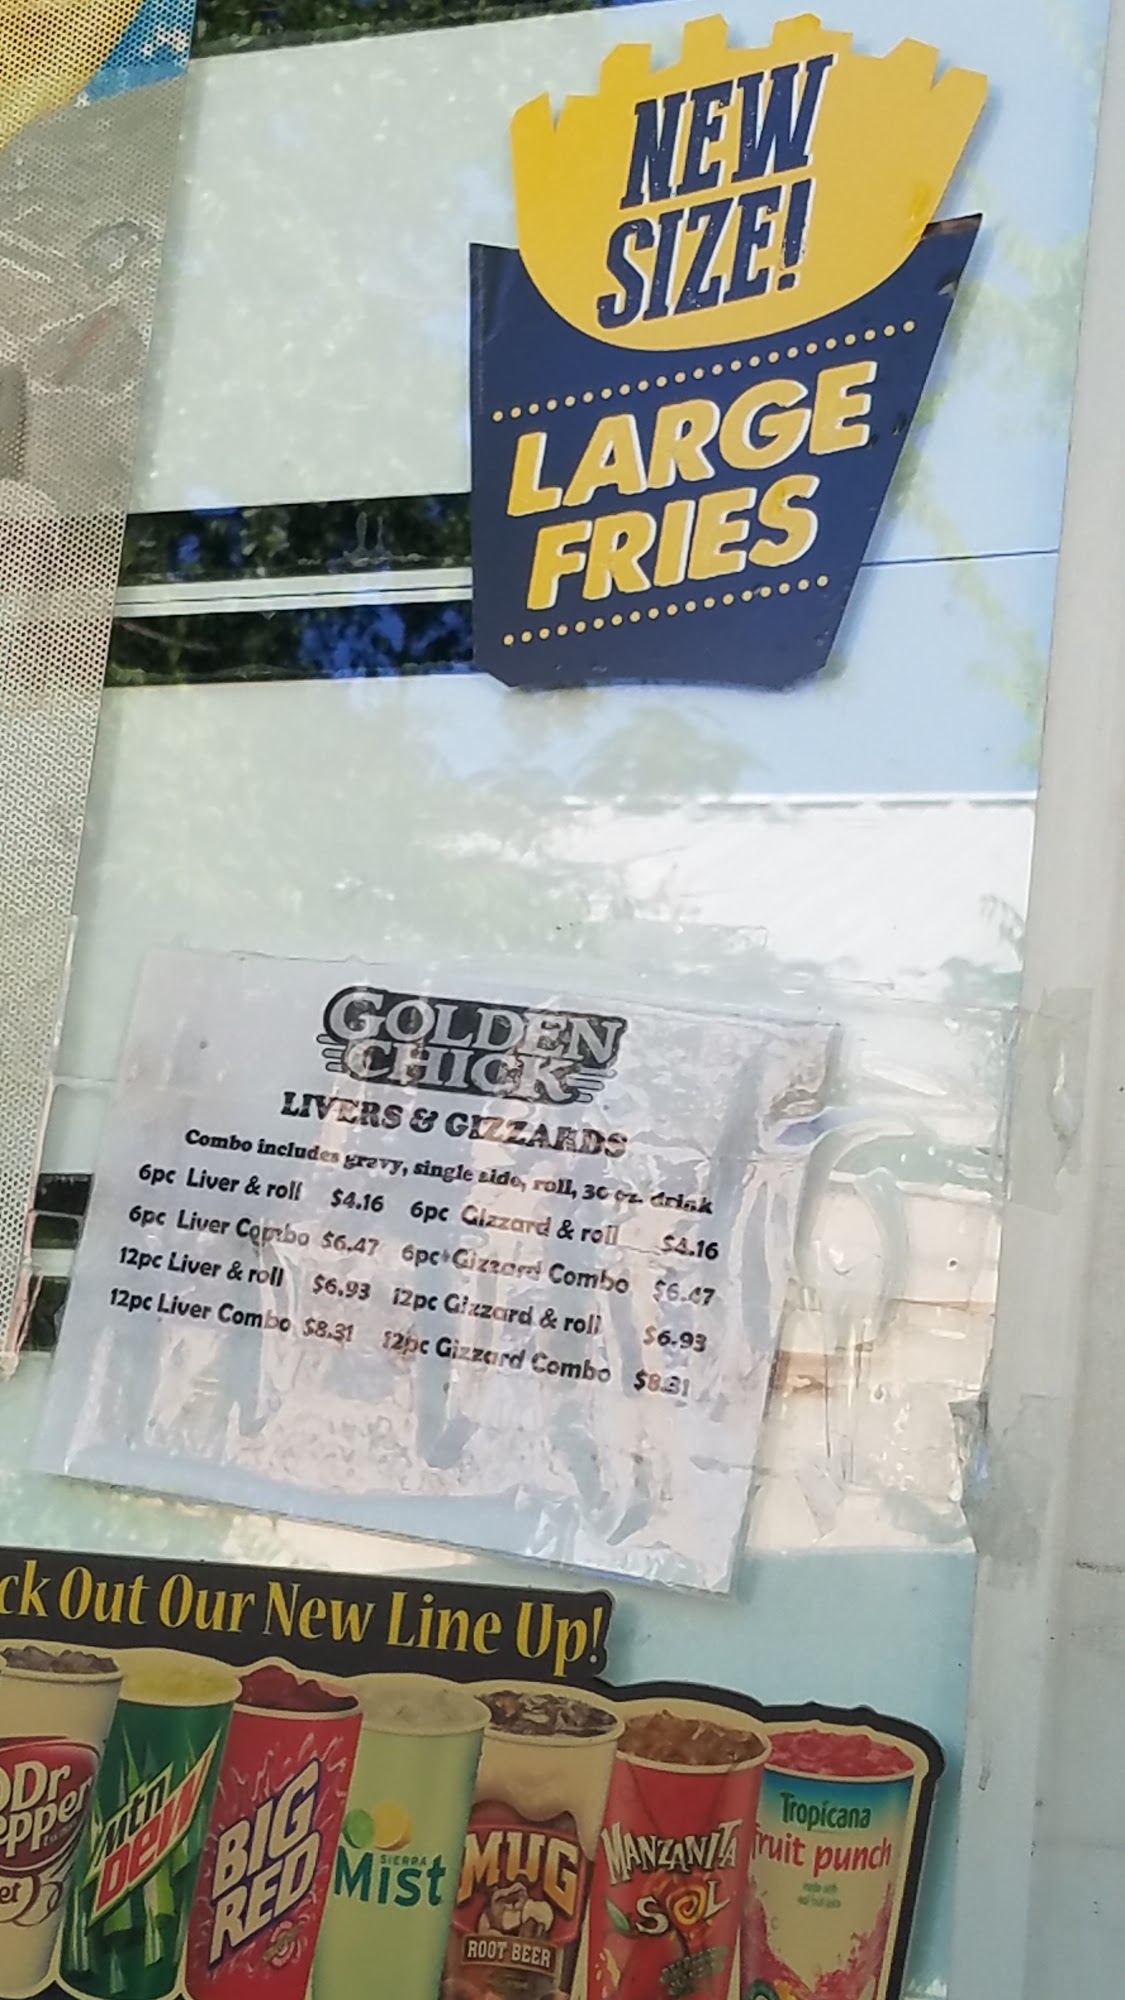 NEW
SIZE!
LARGE
FRIES
GOLDEN
CHICK
LIVERS & GIZZARDS
Combo includes gravy, single side, roll, 30 oz. drink
6pc Liver & roll $4.16 6pc Gizzard & roll $4.16
6pc Liver Combo $6.47 6pc Gizzard Combo $6.47
12pc Liver & roll $6.93 12pc Gizzard & roll $6.93
12pc Liver Combo $8.31 12pc Gizzard Combo $8.31
ck Out Our New Line Up!
Dr
epper
et
Mtn
DEW
BIG
RED
SIERRA
Mist
MUG
ROOT BEER
MANZANITA
SOL
Tropicana
fruit punch
made with